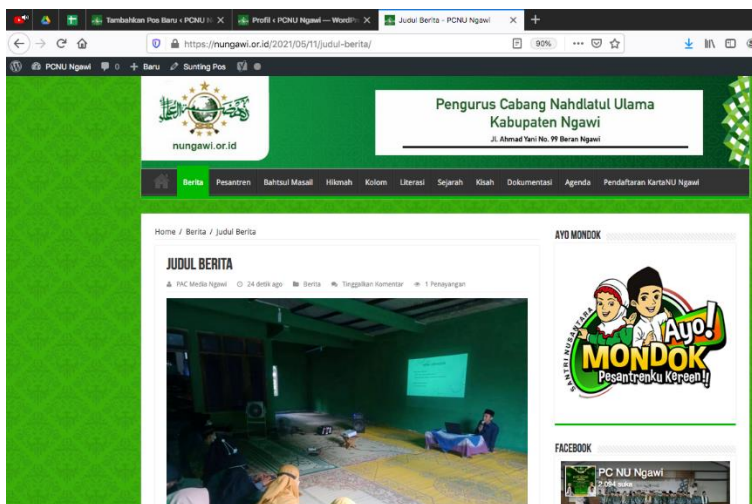 Tambahkan Pos Baru ‹ PCNU N
Profil ‹ PCNU Ngawi — WordPr
Judul Berita - PCNU Ngawi
https://nungawi.or.id/2021/05/11/judul-berita/
90%
PCNU Ngawi 0 + Baru Sunting Pos
nungawi.or.id
Pengurus Cabang Nahdlatul Ulama
Kabupaten Ngawi
Jl. Ahmad Yani No. 99 Beran Ngawi
Berita Pesantren Bahtsul Masail Hikmah Kolom Literasi Sejarah Kisah Dokumentasi Agenda Pendaftaran KartaNU Ngawi
Home / Berita / Judul Berita
JUDUL BERITA
PAC Media Ngawi 24 detik ago Berita Tinggalkan Komentar 1 Penayangan
AYO MONDOK
SANTRI NUSANTARA
Ayo!
MONDOK
Pesantrenku Kereen!!
FACEBOOK
PC NU Ngawi
2.094 suka